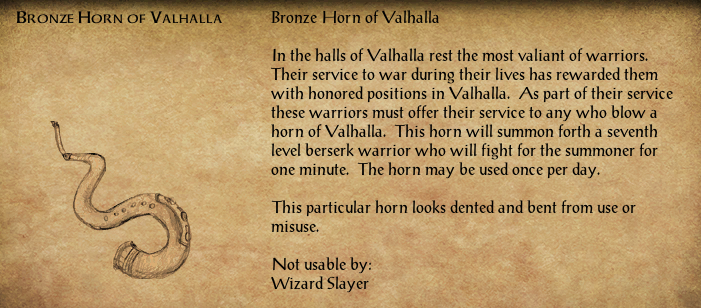 Bronze Horn of Valhalla
Bronze Horn of Valhalla
In the halls of Valhalla rest the most valiant of warriors.
Their service to war during their lives has rewarded them
with honored positions in Valhalla.  As part of their service
these warriors must offer their service to any who blow a
horn of Valhalla.  This horn will summon forth a seventh
level berserk warrior who will fight for the summoner for
one minute.  The horn may be used once per day.
This particular horn looks dented and bent from use or
misuse.
Not usable by:
Wizard Slayer